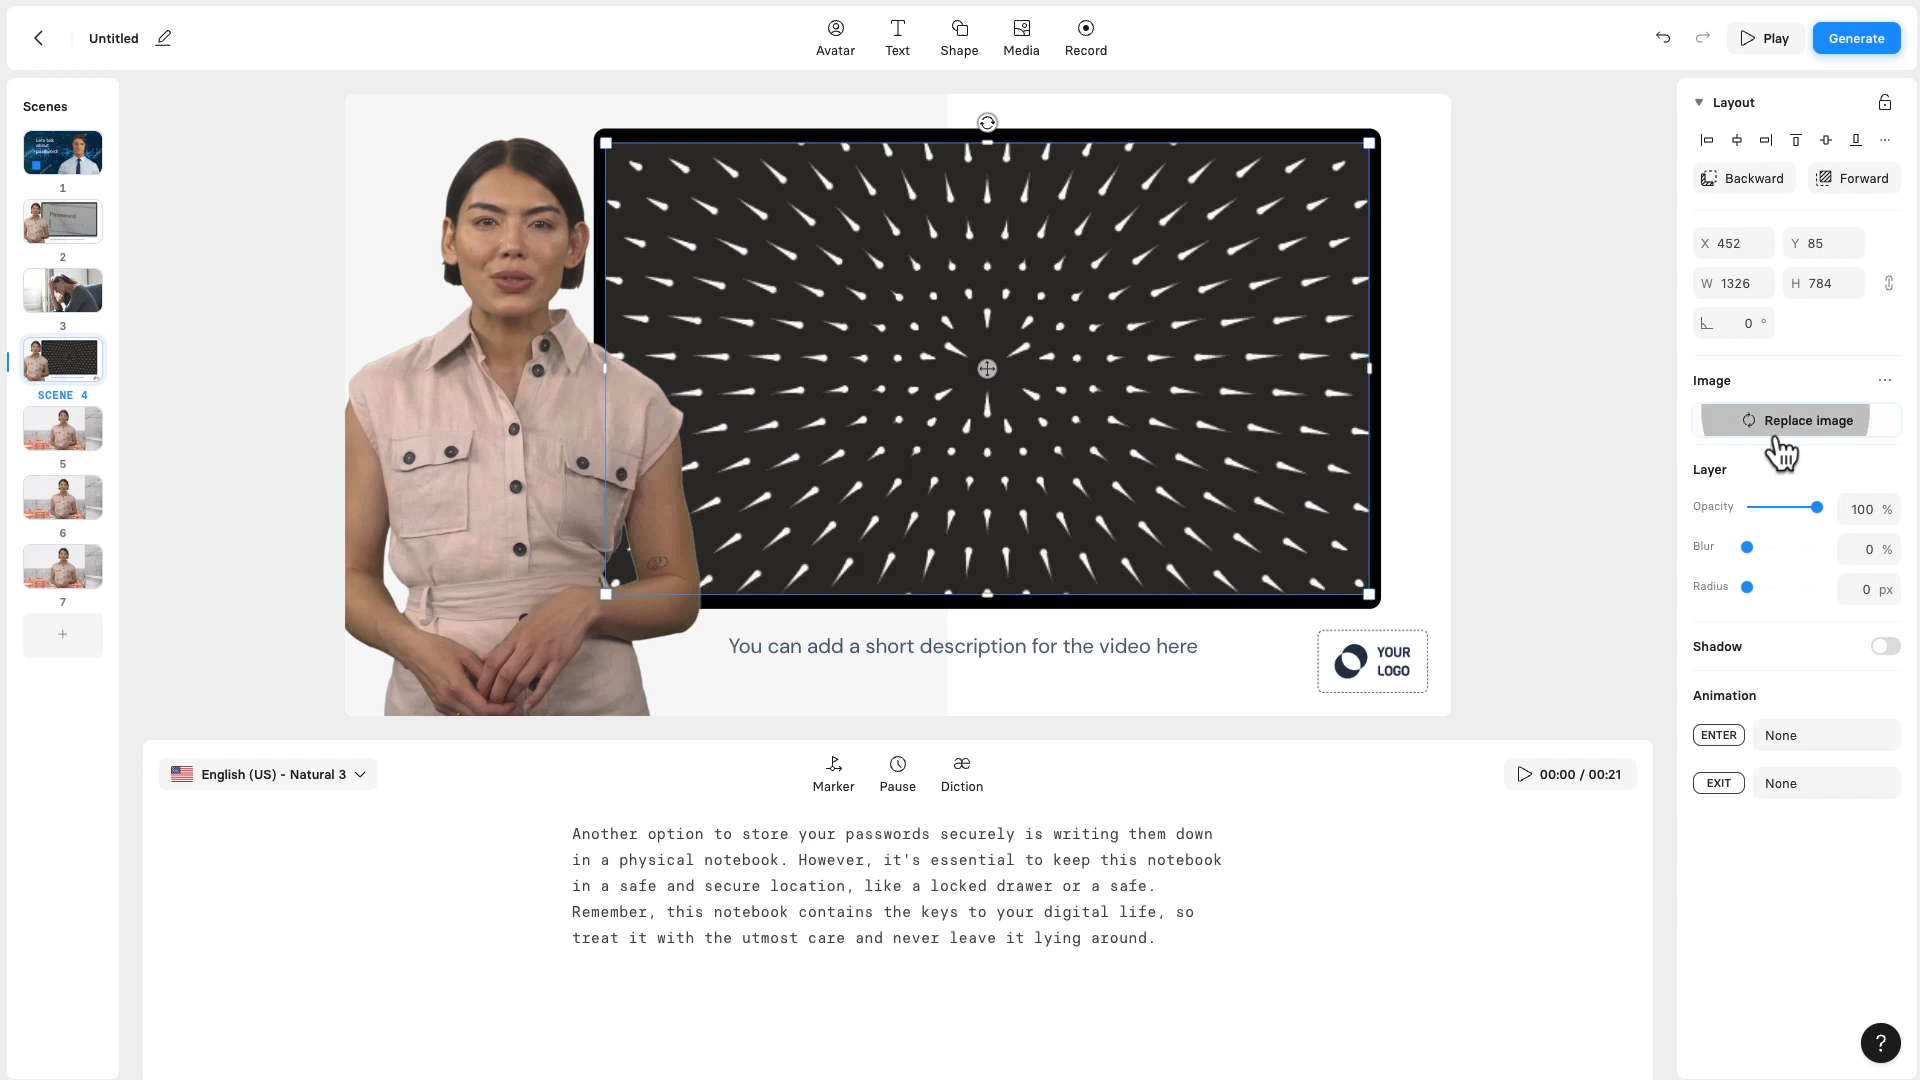 Untitled
Avatar
Text
Shape
Media
Record
Play
Generate
Scenes
1
2
3
SCENE 4
5
6
7
+
You can add a short description for the video here
YOUR
LOGO
English (US) - Natural 3
Marker
Pause
Diction
00:00 / 00:21
Another option to store your passwords securely is writing them down
in a physical notebook. However, it's essential to keep this notebook
in a safe and secure location, like a locked drawer or a safe.
Remember, this notebook contains the keys to your digital life, so
treat it with the utmost care and never leave it lying around.
Layout
Backward
Forward
X 452
Y 85
W 1326
H 784
0 °
Image
Replace image
Layer
Opacity
100 %
Blur
0 %
Radius
0 px
Shadow
Animation
ENTER
None
EXIT
None
?